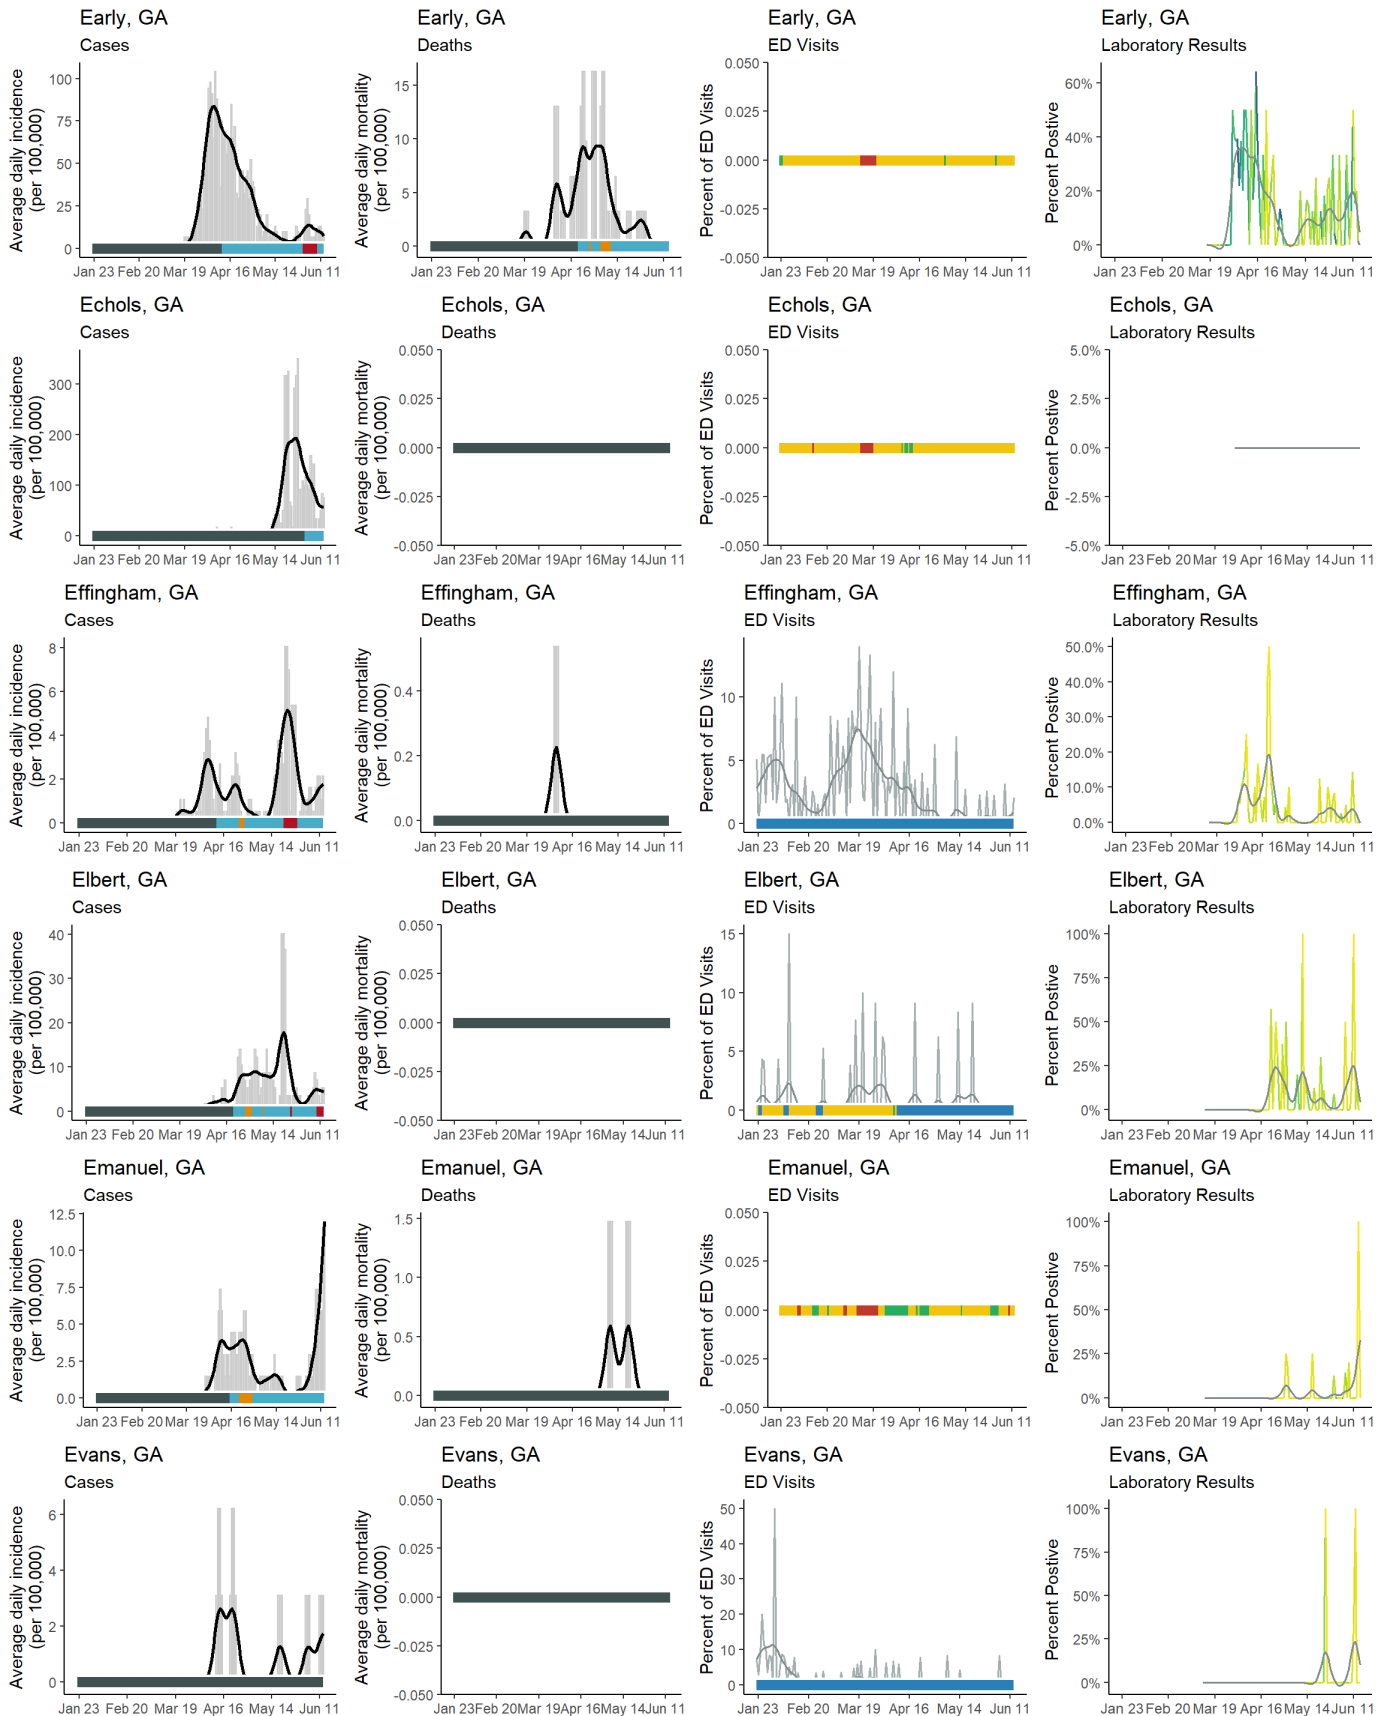 Early, GA
Cases
Average daily incidence
(per 100,000)
100
75
50
25
0
Jan 23 Feb 20 Mar 19 Apr 16 May 14 Jun 11
Early, GA
Deaths
Average daily mortality
(per 100,000)
15
10
5
0
Jan 23 Feb 20 Mar 19 Apr 16 May 14 Jun 11
Early, GA
ED Visits
Percent of ED Visits
0.050
0.025
0.000
-0.025
-0.050
Jan 23 Feb 20 Mar 19 Apr 16 May 14 Jun 11
Early, GA
Laboratory Results
Percent Postive
60%
40%
20%
0%
Jan 23 Feb 20 Mar 19 Apr 16 May 14 Jun 11
Echols, GA
Cases
Average daily incidence
(per 100,000)
300
200
100
0
Jan 23 Feb 20 Mar 19 Apr 16 May 14 Jun 11
Echols, GA
Deaths
Average daily mortality
(per 100,000)
0.050
0.025
0.000
-0.025
-0.050
Jan 23 Feb 20 Mar 19 Apr 16 May 14 Jun 11
Echols, GA
ED Visits
Percent of ED Visits
0.050
0.025
0.000
-0.025
-0.050
Jan 23 Feb 20 Mar 19 Apr 16 May 14 Jun 11
Echols, GA
Laboratory Results
Percent Postive
5.0%
2.5%
0.0%
-2.5%
-5.0%
Jan 23 Feb 20 Mar 19 Apr 16 May 14 Jun 11
Effingham, GA
Cases
Average daily incidence
(per 100,000)
8
6
4
2
0
Jan 23 Feb 20 Mar 19 Apr 16 May 14 Jun 11
Effingham, GA
Deaths
Average daily mortality
(per 100,000)
0.4
0.2
0.0
Jan 23 Feb 20 Mar 19 Apr 16 May 14 Jun 11
Effingham, GA
ED Visits
Percent of ED Visits
10
5
0
Jan 23 Feb 20 Mar 19 Apr 16 May 14 Jun 11
Effingham, GA
Laboratory Results
Percent Postive
50.0%
40.0%
30.0%
20.0%
10.0%
0.0%
Jan 23 Feb 20 Mar 19 Apr 16 May 14 Jun 11
Elbert, GA
Cases
Average daily incidence
(per 100,000)
40
30
20
10
0
Jan 23 Feb 20 Mar 19 Apr 16 May 14 Jun 11
Elbert, GA
Deaths
Average daily mortality
(per 100,000)
0.050
0.025
0.000
-0.025
-0.050
Jan 23 Feb 20 Mar 19 Apr 16 May 14 Jun 11
Elbert, GA
ED Visits
Percent of ED Visits
15
10
5
0
Jan 23 Feb 20 Mar 19 Apr 16 May 14 Jun 11
Elbert, GA
Laboratory Results
Percent Postive
100%
75%
50%
25%
0%
Jan 23 Feb 20 Mar 19 Apr 16 May 14 Jun 11
Emanuel, GA
Cases
Average daily incidence
(per 100,000)
12.5
10.0
7.5
5.0
2.5
0.0
Jan 23 Feb 20 Mar 19 Apr 16 May 14 Jun 11
Emanuel, GA
Deaths
Average daily mortality
(per 100,000)
1.5
1.0
0.5
0.0
Jan 23 Feb 20 Mar 19 Apr 16 May 14 Jun 11
Emanuel, GA
ED Visits
Percent of ED Visits
0.050
0.025
0.000
-0.025
-0.050
Jan 23 Feb 20 Mar 19 Apr 16 May 14 Jun 11
Emanuel, GA
Laboratory Results
Percent Postive
100%
75%
50%
25%
0%
Jan 23 Feb 20 Mar 19 Apr 16 May 14 Jun 11
Evans, GA
Cases
Average daily incidence
(per 100,000)
6
4
2
0
Jan 23 Feb 20 Mar 19 Apr 16 May 14 Jun 11
Evans, GA
Deaths
Average daily mortality
(per 100,000)
0.050
0.025
0.000
-0.025
-0.050
Jan 23 Feb 20 Mar 19 Apr 16 May 14 Jun 11
Evans, GA
ED Visits
Percent of ED Visits
50
40
30
20
10
0
Jan 23 Feb 20 Mar 19 Apr 16 May 14 Jun 11
Evans, GA
Laboratory Results
Percent Postive
100%
75%
50%
25%
0%
Jan 23 Feb 20 Mar 19 Apr 16 May 14 Jun 11